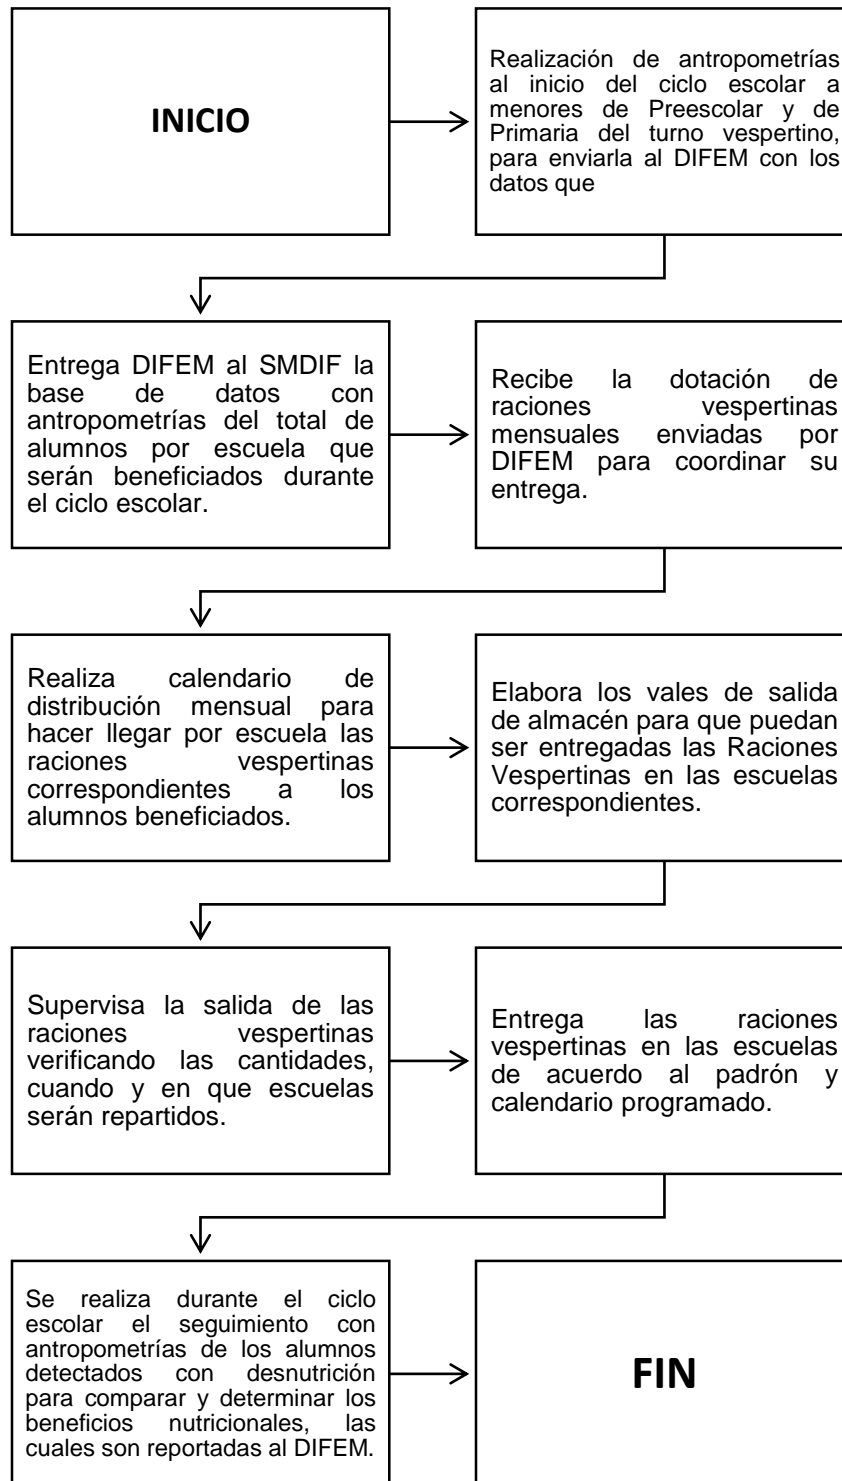 INICIO
Realización de antropometrías
al inicio del ciclo escolar a
menores de Preescolar y de
Primaria del turno vespertino,
para enviarla al DIFEM con los
datos que
Entrega DIFEM al SMDIF la
base de datos con
antropometrías del total de
alumnos por escuela que
serán beneficiados durante
el ciclo escolar.
Recibe la dotación de
raciones vespertinas
mensuales enviadas por
DIFEM para coordinar su
entrega.
Realiza calendario de
distribución mensual para
hacer llegar por escuela las
raciones vespertinas
correspondientes a los
alumnos beneficiados.
Elabora los vales de salida
de almacén para que puedan
ser entregadas las Raciones
Vespertinas en las escuelas
correspondientes.
Supervisa la salida de las
raciones vespertinas
verificando las cantidades,
cuando y en que escuelas
serán repartidos.
Entrega las raciones
vespertinas en las escuelas
de acuerdo al padrón y
calendario programado.
Se realiza durante el ciclo
escolar el seguimiento con
antropometrías de los alumnos
detectados con desnutrición
para comparar y determinar los
beneficios nutricionales, las
cuales son reportadas al DIFEM.
FIN